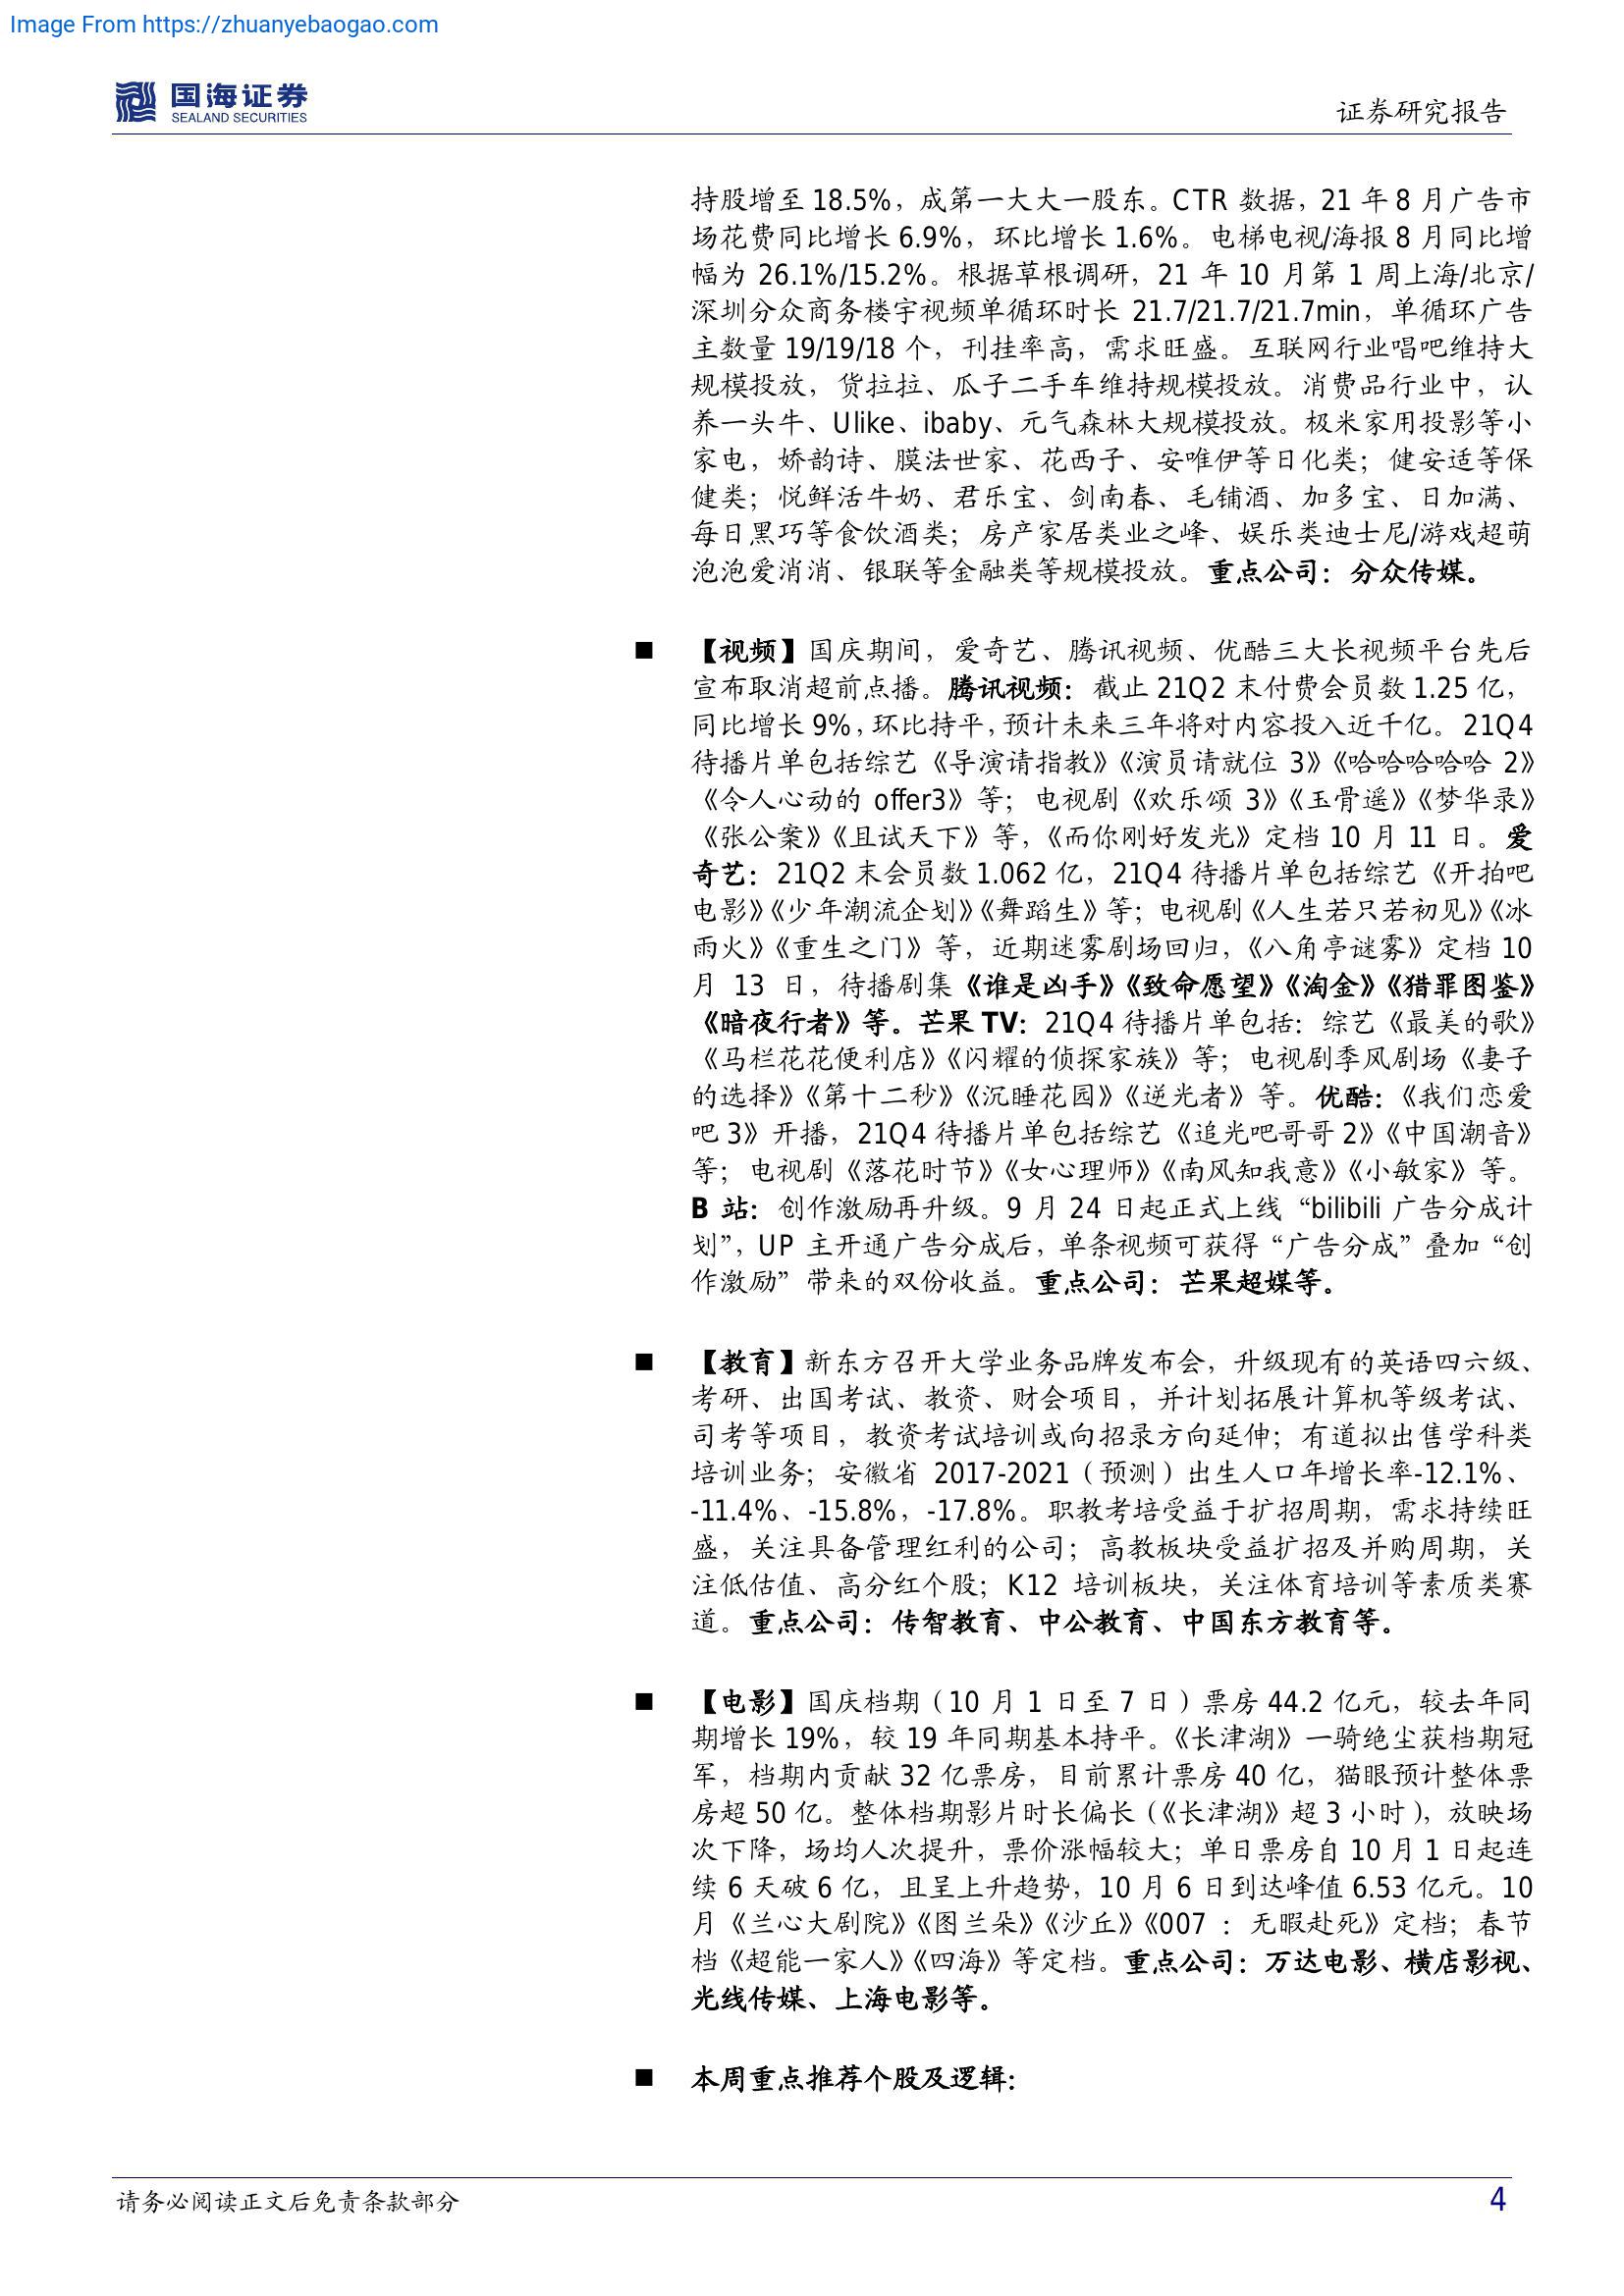 Image From https://zhuanyebaogao.com
国海证券
SEALAND SECURITIES
证券研究报告
持股增至 18.5%，成第一大大一股东。CTR 数据，21 年 8 月广告市
场花费同比增长 6.9%，环比增长 1.6%。电梯电视/海报 8 月同比增
幅为 26.1%/15.2%。根据草根调研，21 年 10 月第 1 周上海/北京/
深圳分众商务楼宇视频单循环时长 21.7/21.7/21.7min，单循环广告
主数量 19/19/18 个，刊挂率高，需求旺盛。互联网行业唱吧维持大
规模投放，货拉拉、瓜子二手车维持规模投放。消费品行业中，认
养一头牛、Ulike、ibaby、元气森林大规模投放。极米家用投影等小
家电，娇韵诗、膜法世家、花西子、安唯伊等日化类；健安适等保
健类；悦鲜活牛奶、君乐宝、剑南春、毛铺酒、加多宝、日加满、
每日黑巧等食饮酒类；房产家居类业之峰、娱乐类迪士尼/游戏超萌
泡泡爱消消、银联等金融类等规模投放。重点公司：分众传媒。
■ 【视频】国庆期间，爱奇艺、腾讯视频、优酷三大长视频平台先后
宣布取消超前点播。腾讯视频：截止 21Q2 末付费会员数 1.25 亿，
同比增长 9%，环比持平，预计未来三年将对内容投入近千亿。21Q4
待播片单包括综艺《导演请指教》《演员请就位 3》《哈哈哈哈哈 2》
《令人心动的 offer3》等；电视剧《欢乐颂 3》《玉骨遥》《梦华录》
《张公案》《且试天下》等，《而你刚好发光》定档 10 月 11 日。爱
奇艺：21Q2 末会员数 1.062 亿，21Q4 待播片单包括综艺《开拍吧
电影》《少年潮流企划》《舞蹈生》等；电视剧《人生若只若初见》《冰
雨火》《重生之门》等，近期迷雾剧场回归，《八角亭谜雾》定档 10
月 13 日，待播剧集《谁是凶手》《致命愿望》《淘金》《猎罪图鉴》
《暗夜行者》等。芒果 TV：21Q4 待播片单包括：综艺《最美的歌》
《马栏花花便利店》《闪耀的侦探家族》等；电视剧季风剧场《妻子
的选择》《第十二秒》《沉睡花园》《逆光者》等。优酷：《我们恋爱
吧 3》开播，21Q4 待播片单包括综艺《追光吧哥哥 2》《中国潮音》
等；电视剧《落花时节》《女心理师》《南风知我意》《小敏家》等。
B 站：创作激励再升级。9 月 24 日起正式上线“bilibili 广告分成计
划”，UP 主开通广告分成后，单条视频可获得“广告分成”叠加“创
作激励”带来的双份收益。重点公司：芒果超媒等。
■ 【教育】新东方召开大学业务品牌发布会，升级现有的英语四六级、
考研、出国考试、教资、财会项目，并计划拓展计算机等级考试、
司考等项目，教资考试培训或向招录方向延伸；有道拟出售学科类
培训业务；安徽省 2017-2021（预测）出生人口年增长率-12.1%、
-11.4%、-15.8%，-17.8%。职教考培受益于扩招周期，需求持续旺
盛，关注具备管理红利的公司；高教板块受益扩招及并购周期，关
注低估值、高分红个股；K12 培训板块，关注体育培训等素质类赛
道。重点公司：传智教育、中公教育、中国东方教育等。
■ 【电影】国庆档期（10 月 1 日至 7 日）票房 44.2 亿元，较去年同
期增长 19%，较 19 年同期基本持平。《长津湖》一骑绝尘获档期冠
军，档期内贡献 32 亿票房，目前累计票房 40 亿，猫眼预计整体票
房超 50 亿。整体档期影片时长偏长（《长津湖》超 3 小时），放映场
次下降，场均人次提升，票价涨幅较大；单日票房自 10 月 1 日起连
续 6 天破 6 亿，且呈上升趋势，10 月 6 日到达峰值 6.53 亿元。10
月《兰心大剧院》《图兰朵》《沙丘》《007 ：无暇赴死》定档；春节
档《超能一家人》《四海》等定档。重点公司：万达电影、横店影视、
光线传媒、上海电影等。
■ 本周重点推荐个股及逻辑：
请务必阅读正文后免责条款部分
4